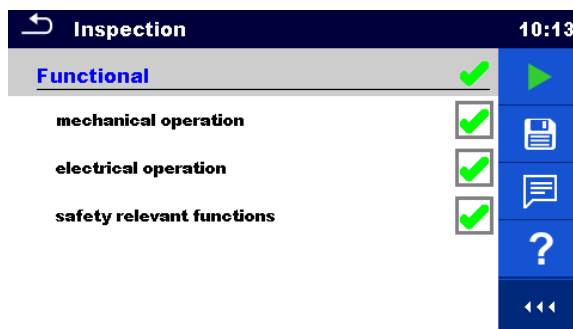 Inspection
10:13
Functional
mechanical operation
electrical operation
safety relevant functions
?